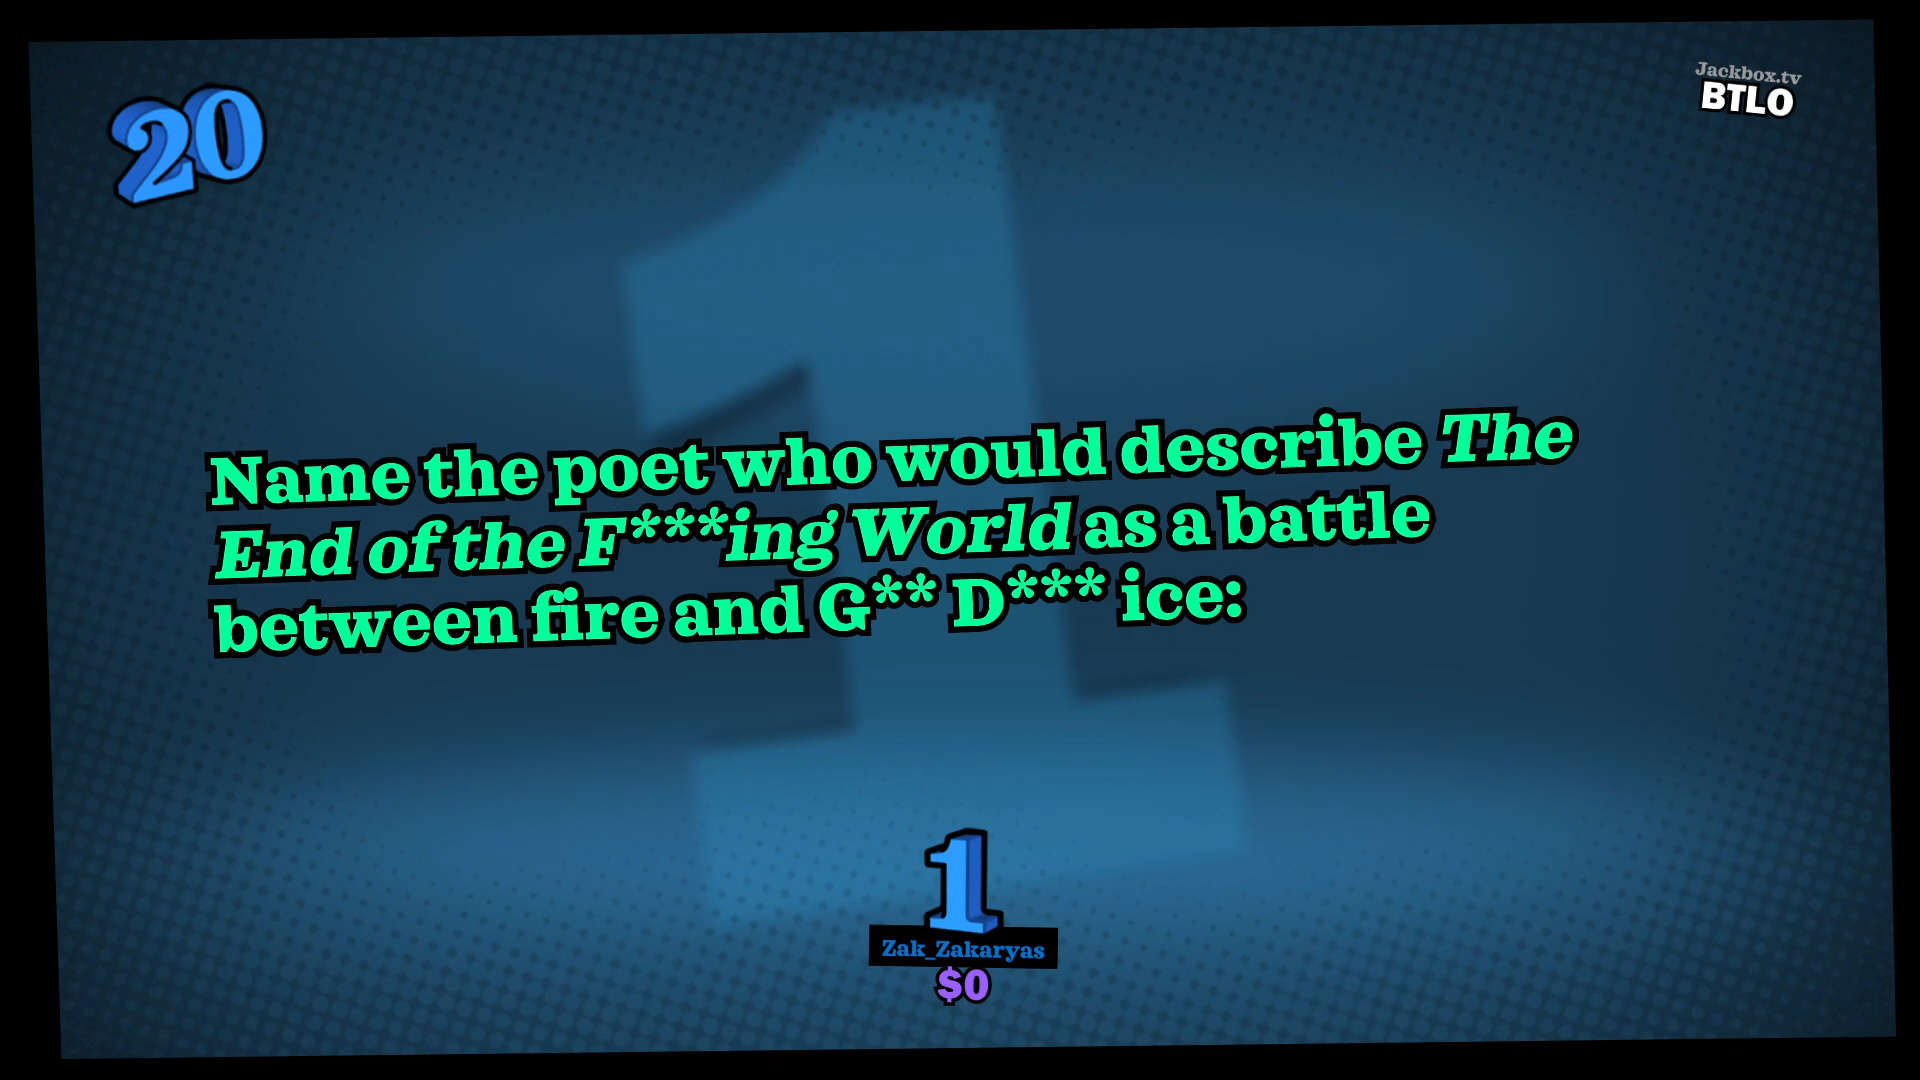 20
Jackbox.tv
BTLO
Name the poet who would describe The
End of the F***ing World as a battle
between fire and G** D*** ice:
1
1
Zak_Zakaryas
$0